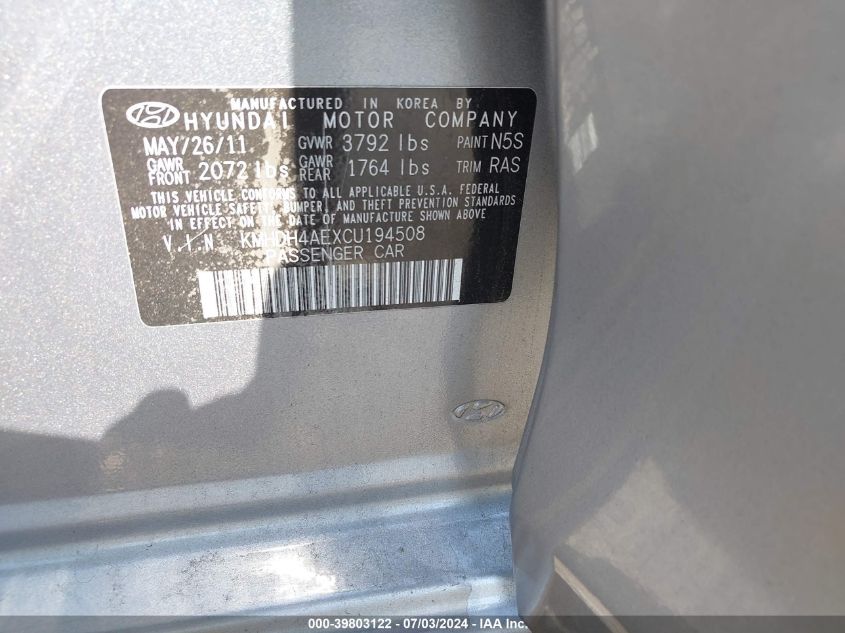 MANUFACTURED IN KOREA BY
HYUNDAI MOTOR COMPANY
MAY/26/11 GVWR 3792 lbs PAINT N5S
GAWR FRONT 2072 lbs GAWR REAR 1764 lbs TRIM RAS
THIS VEHICLE CONFORMS TO ALL APPLICABLE U.S.A. FEDERAL
MOTOR VEHICLE SAFETY, BUMPER, AND THEFT PREVENTION STANDARDS
IN EFFECT ON THE DATE OF MANUFACTURE SHOWN ABOVE
V.I.N KMHDH4AEXCU194508
PASSENGER CAR
000-39803122 - 07/03/2024 - © IAA Inc.